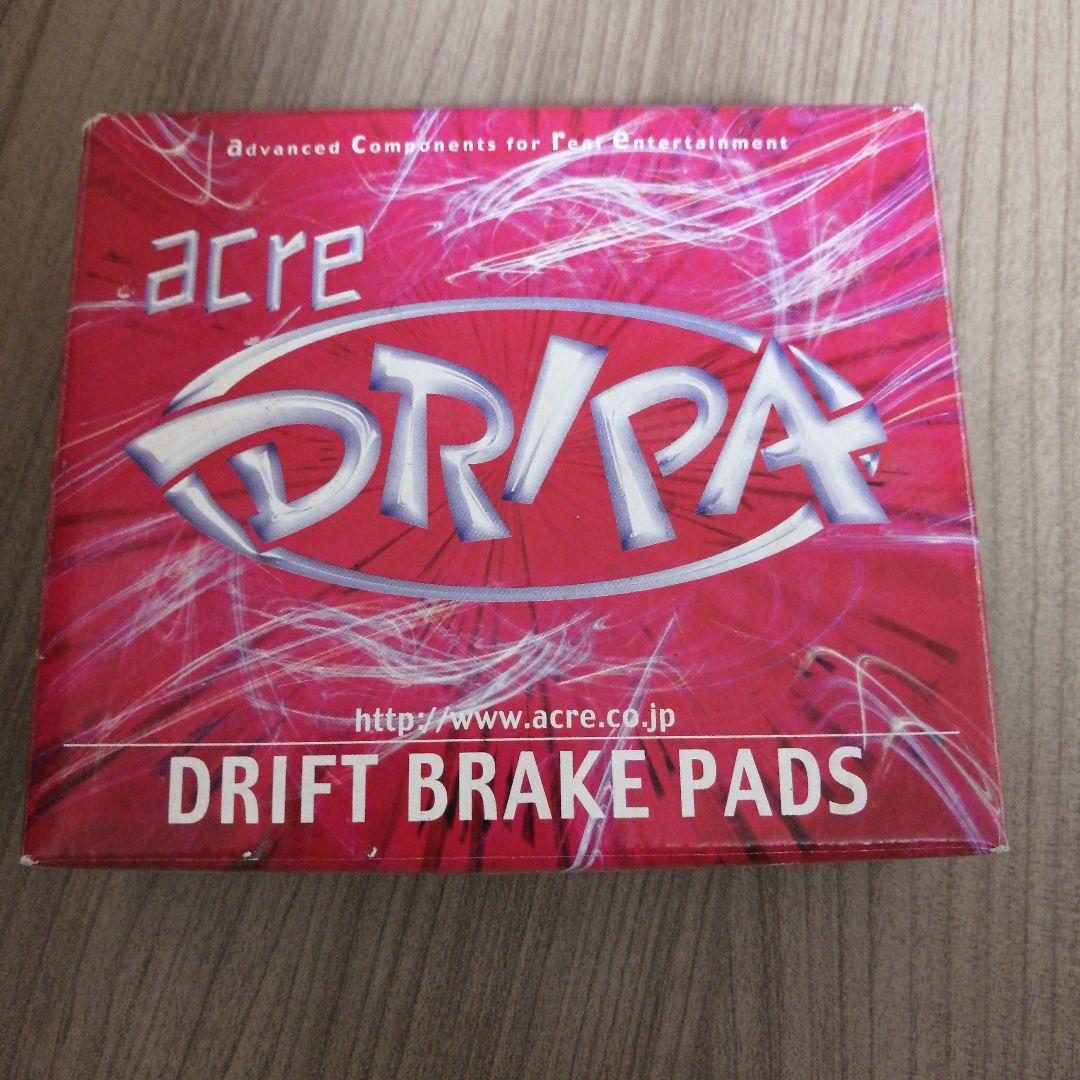 advanced Components for real entertainment
acre
DRIPA
http://www.acre.co.jp
DRIFT BRAKE PADS